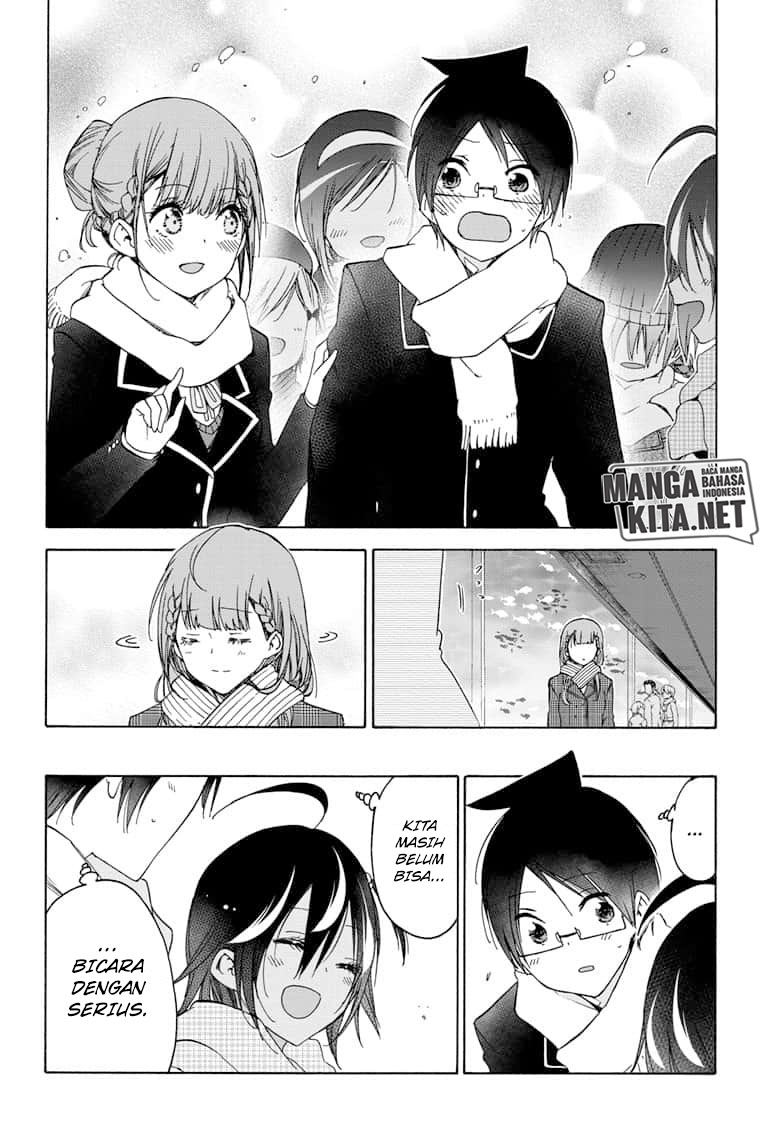 MANGA
KITA.NET
BACA MANGA
BAHASA
INDONESIA
...
KITA
MASIH
BELUM
BISA...
...
BICARA
DENGAN
SERIUS.